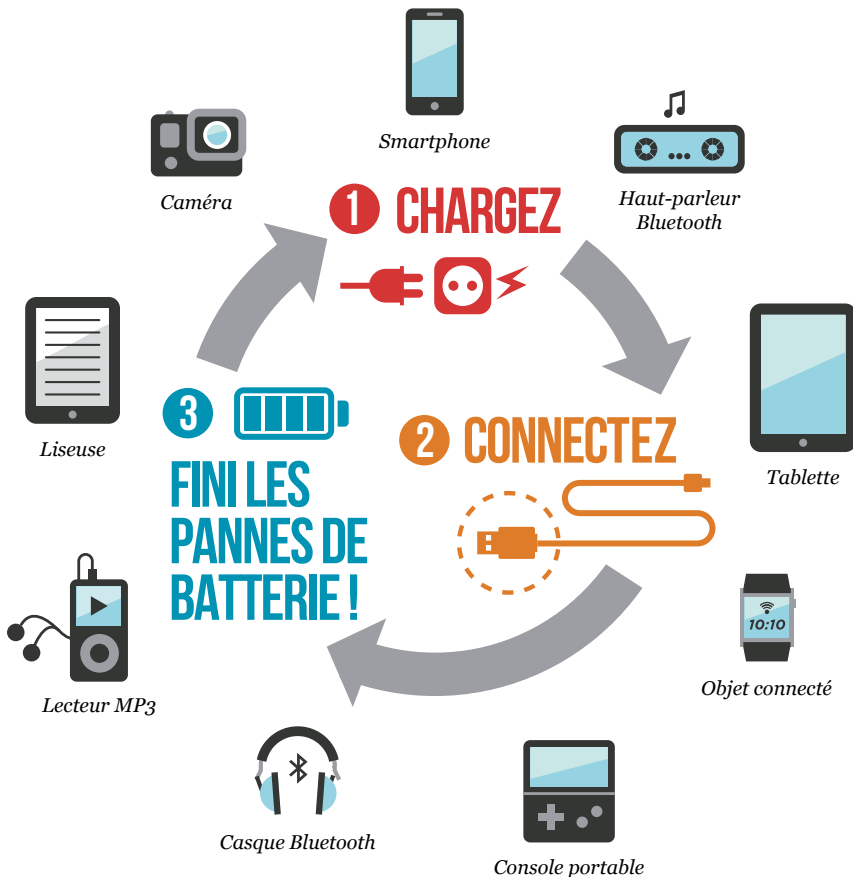 Smartphone
Caméra
Haut-parleur
Bluetooth
1 CHARGEZ
Liseuse
Tablette
2 CONNECTEZ
3
FINI LES
PANNES DE
BATTERIE !
10:10
Objet connecté
Lecteur MP3
Casque Bluetooth
Console portable